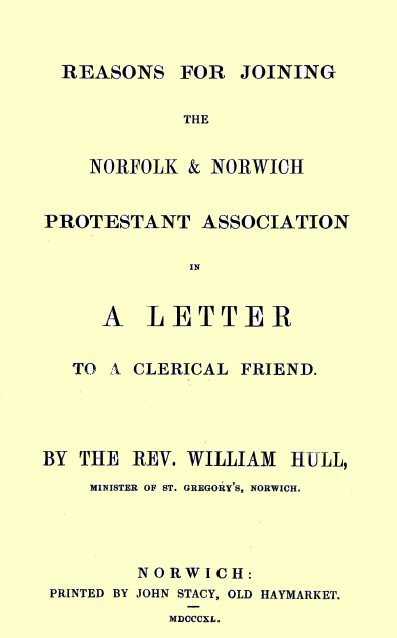 REASONS FOR JOINING
THE
NORFOLK & NORWICH
PROTESTANT ASSOCIATION
IN
A LETTER
TO A CLERICAL FRIEND.
BY THE REV. WILLIAM HULL,
MINISTER OF ST. GREGORY'S, NORWICH.
NORWICH:
PRINTED BY JOHN STACY, OLD HAYMARKET.
MDCCCXL.